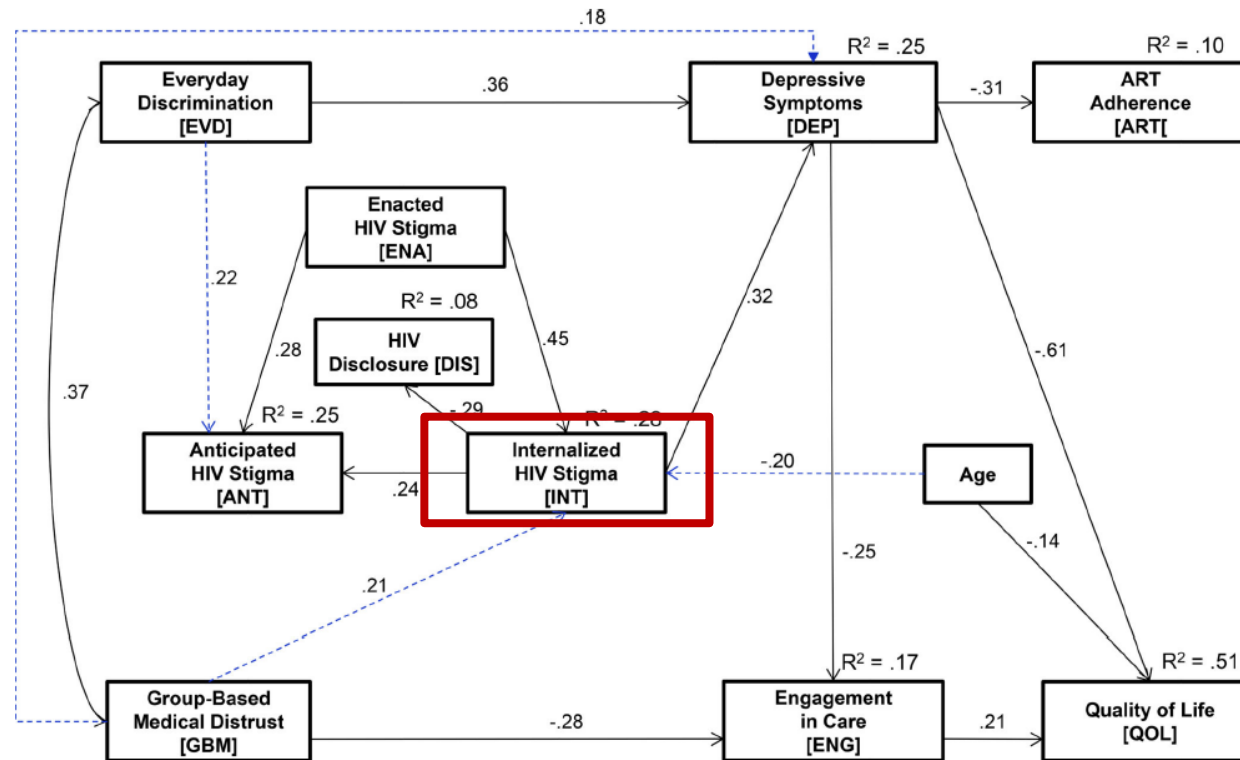 .18
R² = .25
R² = .10
Everyday
Discrimination
[EVD]
.36
Depressive
Symptoms
[DEP]
-.31
ART
Adherence
[ART[
Enacted
HIV Stigma
[ENA]
.22
R² = .08
.32
HIV
Disclosure [DIS]
.28
.45
-.61
.37
-.29
R² = .25
R² = .28
Anticipated
HIV Stigma
[ANT]
.24
Internalized
HIV Stigma
[INT]
-.20
Age
-.14
-.25
.21
R² = .17
R² = .51
Group-Based
Medical Distrust
[GBM]
-.28
Engagement
in Care
[ENG]
.21
Quality of Life
[QOL]